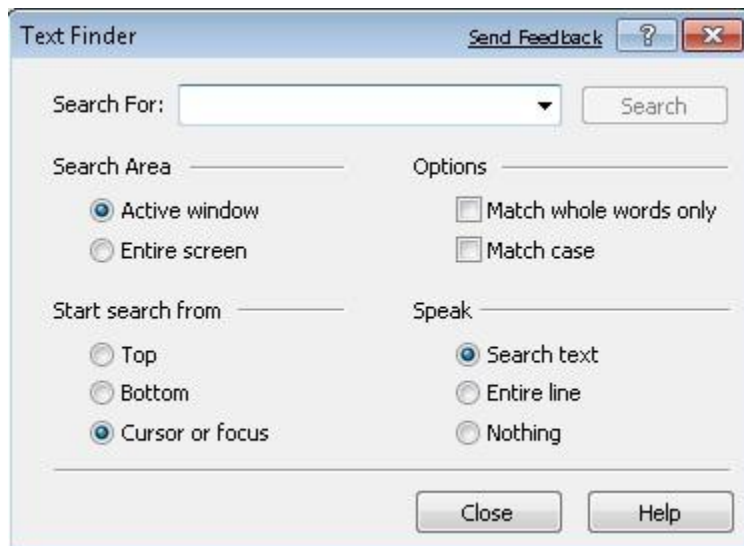 Text Finder Send Feedback ?
Search For: Search
Search Area
Active window
Entire screen
Options
Match whole words only
Match case
Start search from
Top
Bottom
Cursor or focus
Speak
Search text
Entire line
Nothing
Close Help